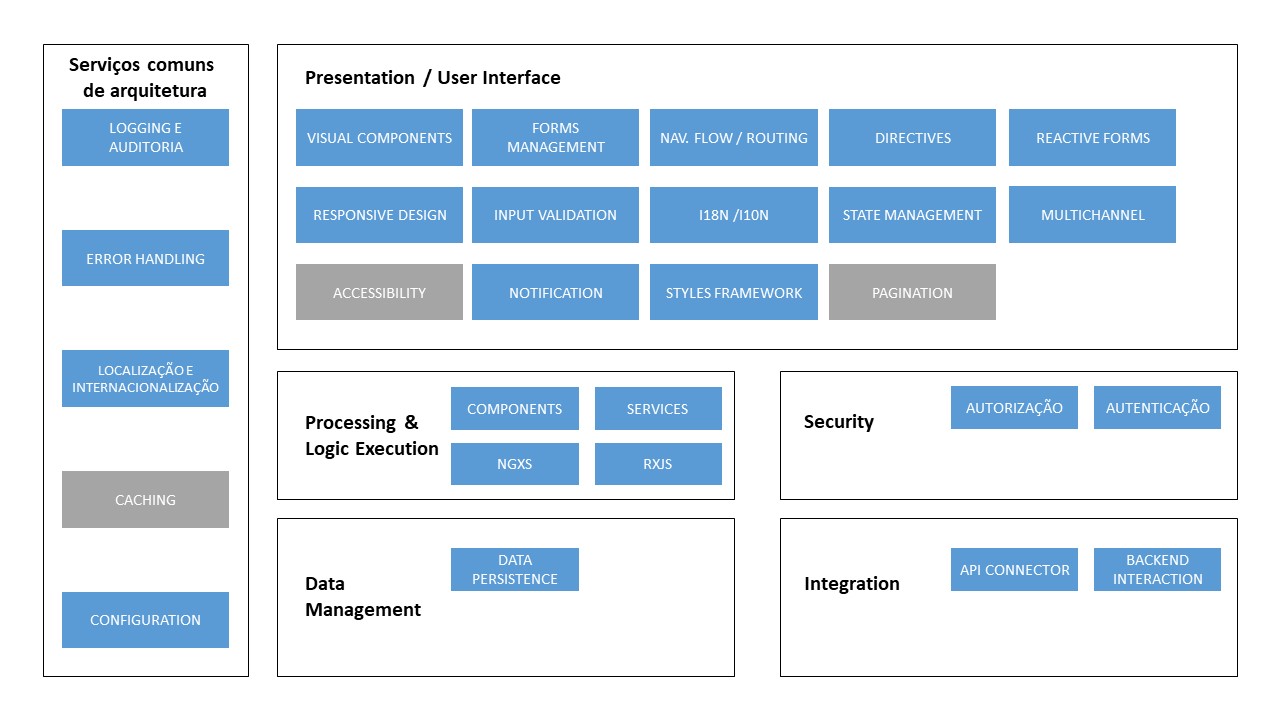 Serviços comuns
de arquitetura
LOGGING E
AUDITORIA
ERROR HANDLING
LOCALIZAÇÃO E
INTERNACIONALIZAÇÃO
CACHING
CONFIGURATION
Presentation / User Interface
VISUAL COMPONENTS
FORMS
MANAGEMENT
NAV. FLOW / ROUTING
DIRECTIVES
REACTIVE FORMS
RESPONSIVE DESIGN
INPUT VALIDATION
I18N /I10N
STATE MANAGEMENT
MULTICHANNEL
ACCESSIBILITY
NOTIFICATION
STYLES FRAMEWORK
PAGINATION
Processing &
Logic Execution
COMPONENTS
SERVICES
NGXS
RXJS
Security
AUTORIZAÇÃO
AUTENTICAÇÃO
Data
Management
DATA
PERSISTENCE
Integration
API CONNECTOR
BACKEND
INTERACTION